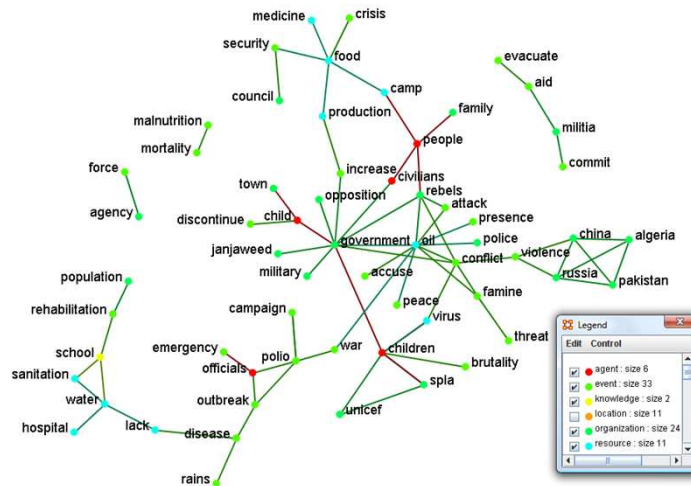 medicine
crisis
security
food
evacuate
aid
council
camp
production
family
malnutrition
people
militia
mortality
commit
force
increase
civilians
town
opposition
rebels
attack
agency
discontinue
child
presence
china
algeria
janjaweed
government
oil
police
violence
military
accuse
conflict
russia
pakistan
population
peace
famine
rehabilitation
campaign
virus
threat
emergency
war
school
polio
children
brutality
sanitation
officials
spla
water
outbreak
unicef
hospital
lack
disease
rains
Legend
Edit Control
agent : size 6
event : size 33
knowledge : size 2
location : size 11
organization : size 24
resource : size 11